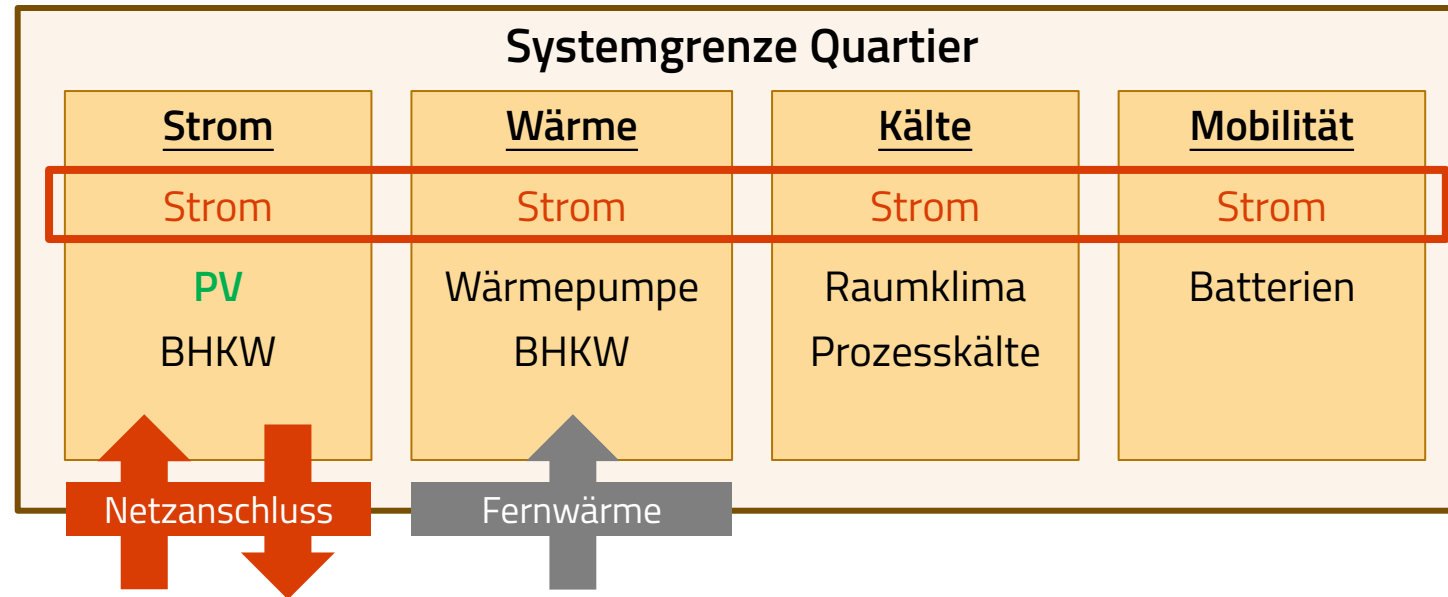 Systemgrenze Quartier
Strom
Wärme
Kälte
Mobilität
Strom
Strom
Strom
Strom
PV
Wärmepumpe
Raumklima
Batterien
BHKW
BHKW
Prozesskälte
Netzanschluss
Fernwärme